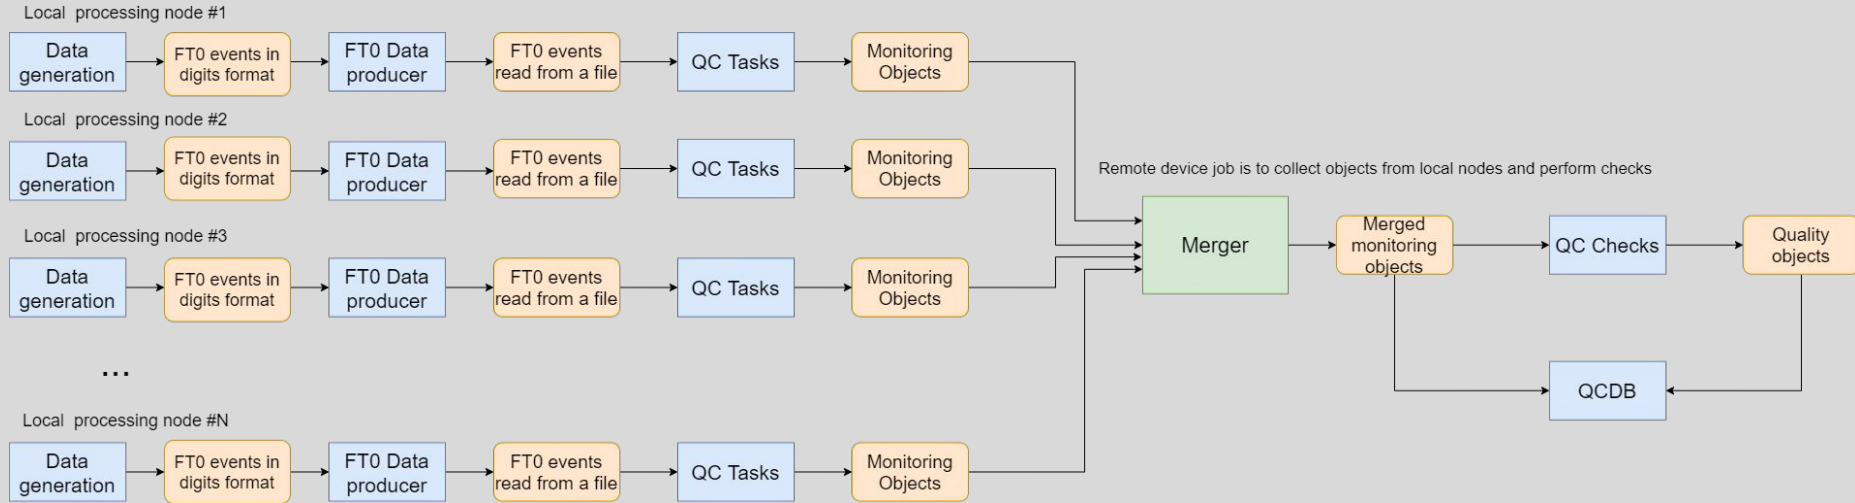 Local processing node #1
Data
generation
FT0 events in
digits format
FT0 Data
producer
FT0 events
read from a file
QC Tasks
Monitoring
Objects
Local processing node #2
Data
generation
FT0 events in
digits format
FT0 Data
producer
FT0 events
read from a file
QC Tasks
Monitoring
Objects
Local processing node #3
Data
generation
FT0 events in
digits format
FT0 Data
producer
FT0 events
read from a file
QC Tasks
Monitoring
Objects
...
Local processing node #N
Data
generation
FT0 events in
digits format
FT0 Data
producer
FT0 events
read from a file
QC Tasks
Monitoring
Objects
Remote device job is to collect objects from local nodes and perform checks
Merger
Merged
monitoring
objects
QC Checks
Quality
objects
QCDB